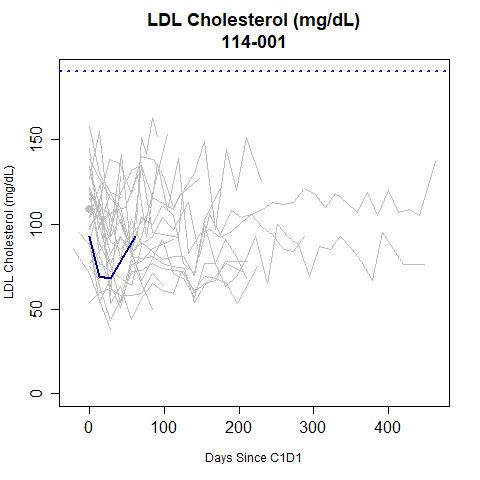 LDL Cholesterol (mg/dL)
114-001
LDL Cholesterol (mg/dL)
150
100
50
0
0 100 200 300 400
Days Since C1D1